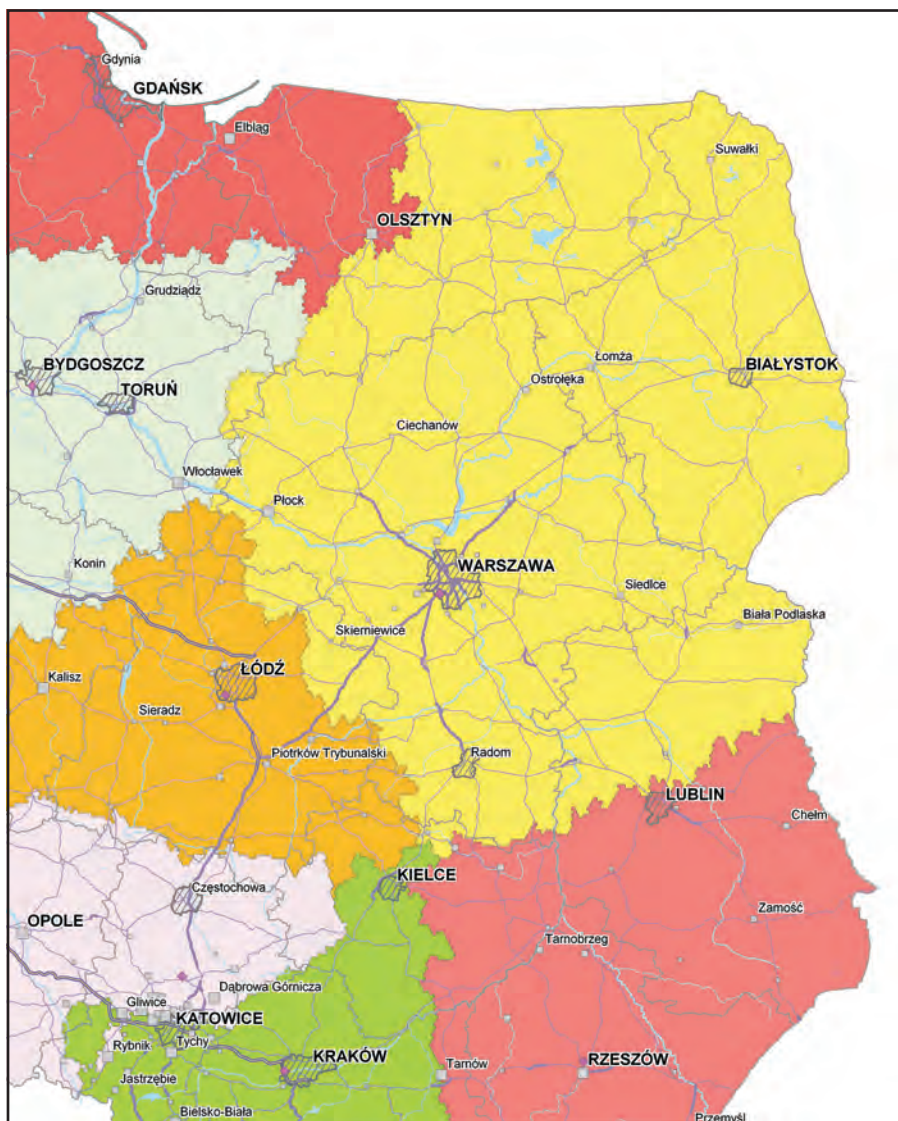 Gdynia
GDAŃSK
Elbląg
Suwałki
OLSZTYN
Grudziądz
BYDGOSZCZ
Łomża
BIAŁYSTOK
TORUŃ
Ostrołęka
Ciechanów
Włocławek
Płock
Konin
WARSZAWA
Siedlce
Biała Podlaska
Skierniewice
ŁÓDŹ
Kalisz
Sieradz
Piotrków Trybunalski
Radom
LUBLIN
Chełm
KIELCE
Częstochowa
OPOLE
Zamość
Tarnobrzeg
Dąbrowa Górnicza
Gliwice
KATOWICE
Tychy
Rybnik
KRAKÓW
Tarnów
RZESZÓW
Jastrzębie
Bielsko-Biała
Przemyśl